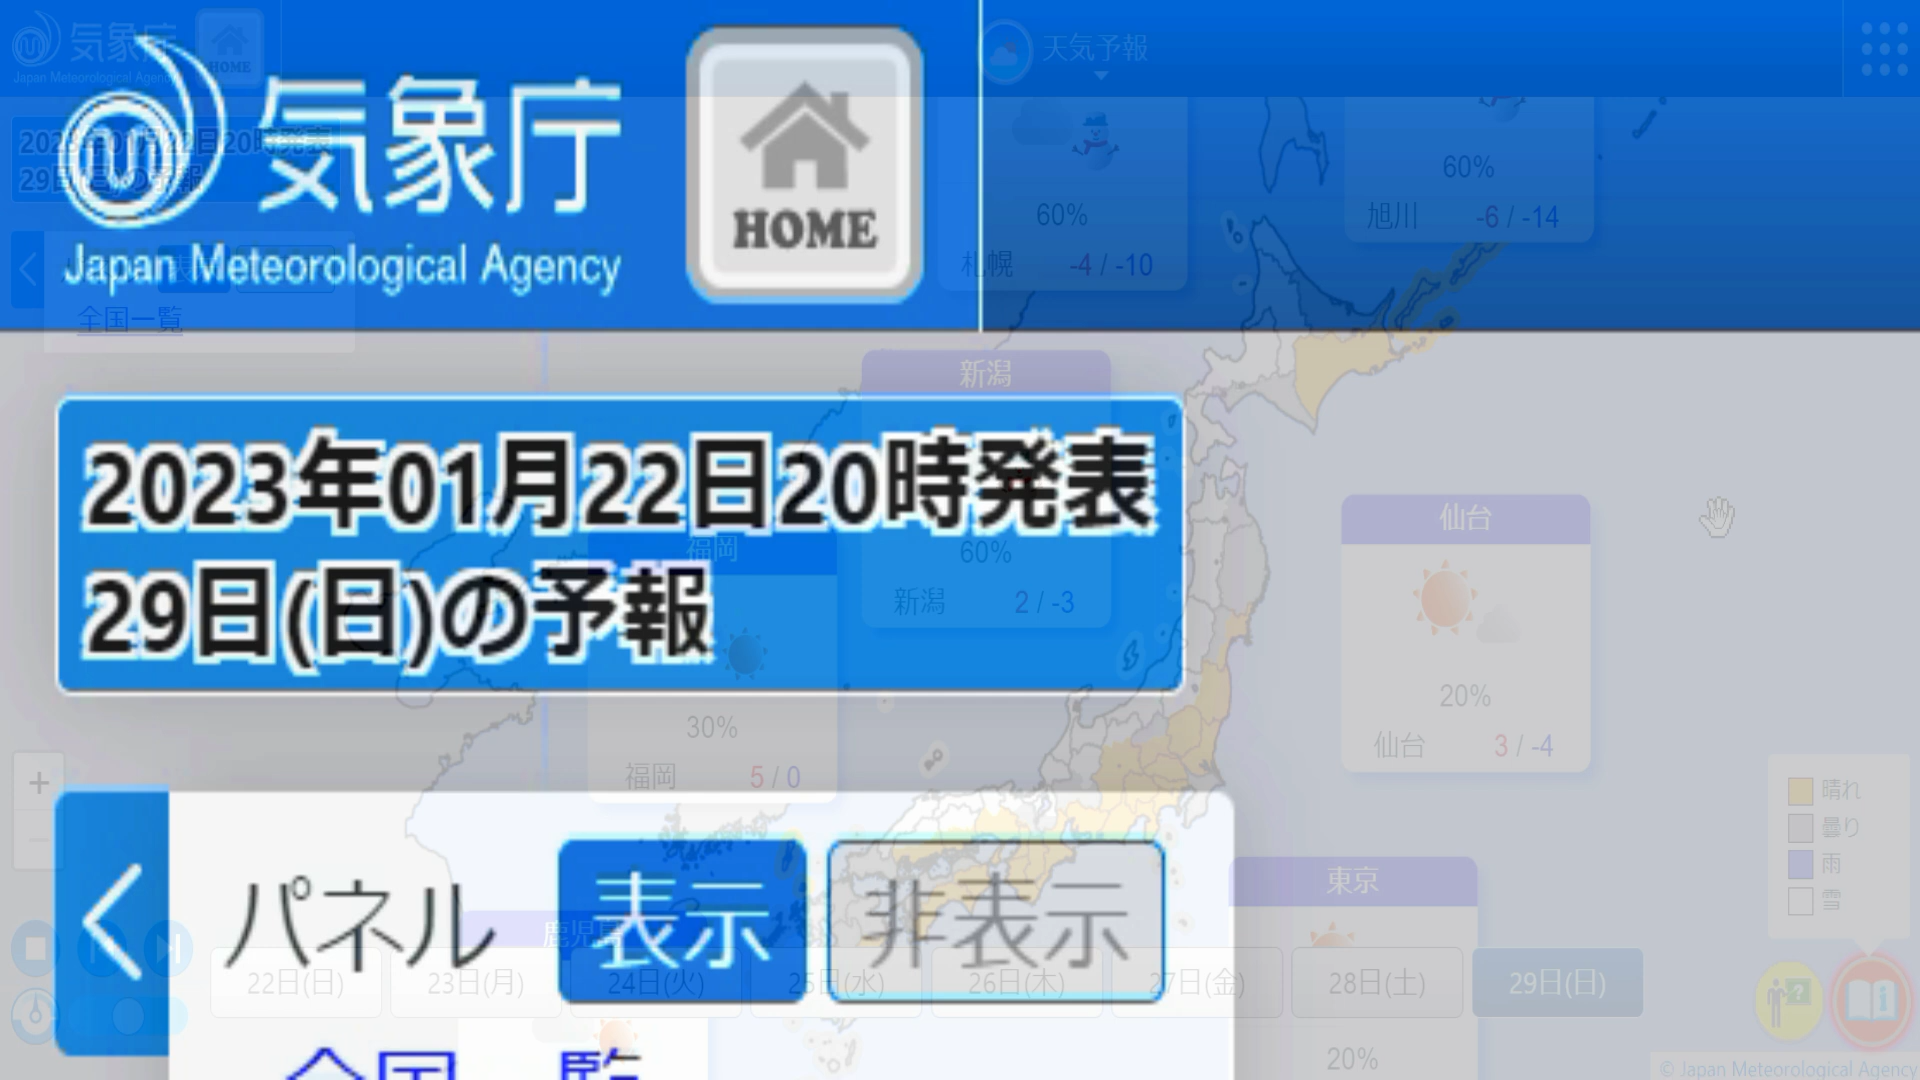 気象庁
Japan Meteorological Agency
HOME
天気予報
2023年01月22日20時発表
29日(日)の予報
パネル 表示 非表示
全国一覧
60%
札幌 -4 / -10
60%
旭川 -6 / -14
新潟
60%
新潟 2 / -3
仙台
20%
仙台 3 / -4
福岡
30%
福岡 5 / 0
東京
20%
晴れ
曇り
雨
雪
22日(日) 23日(月) 24日(火) 25日(水) 26日(木) 27日(金) 28日(土) 29日(日)
© Japan Meteorological Agency